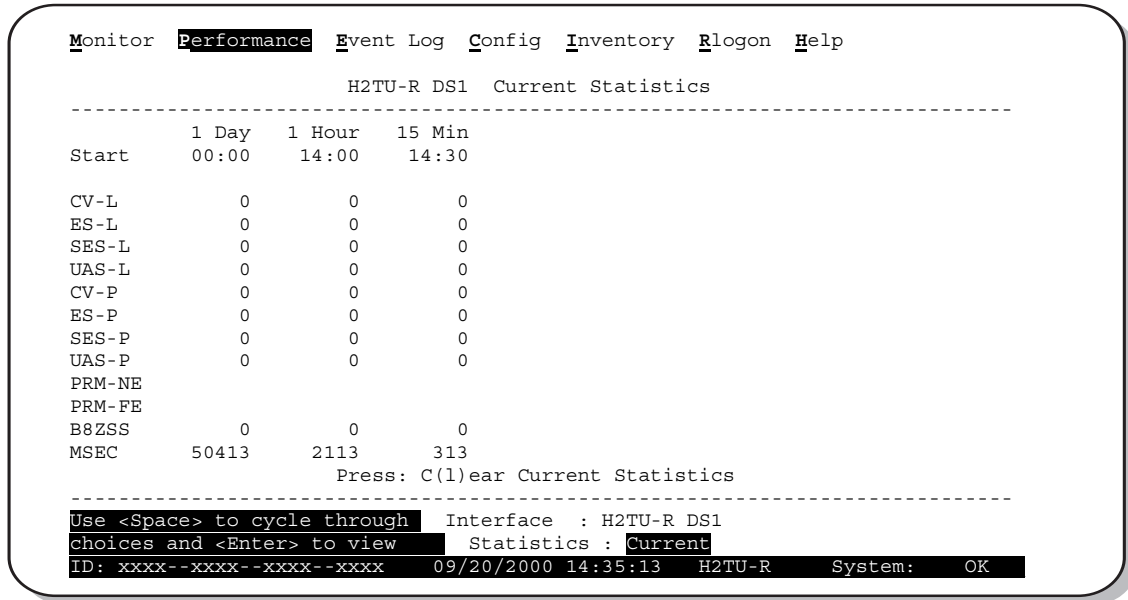 Monitor Performance Event Log Config Inventory Rlogon Help
H2TU-R DS1 Current Statistics
------------------------------------------------------------------------------
1 Day 1 Hour 15 Min
Start 00:00 14:00 14:30
CV-L 0 0 0
ES-L 0 0 0
SES-L 0 0 0
UAS-L 0 0 0
CV-P 0 0 0
ES-P 0 0 0
SES-P 0 0 0
UAS-P 0 0 0
PRM-NE
PRM-FE
B8ZSS 0 0 0
MSEC 50413 2113 313
Press: C(l)ear Current Statistics
------------------------------------------------------------------------------
Use <Space> to cycle through Interface : H2TU-R DS1
choices and <Enter> to view Statistics : Current
ID: xxxx--xxxx--xxxx--xxxx 09/20/2000 14:35:13 H2TU-R System: OK